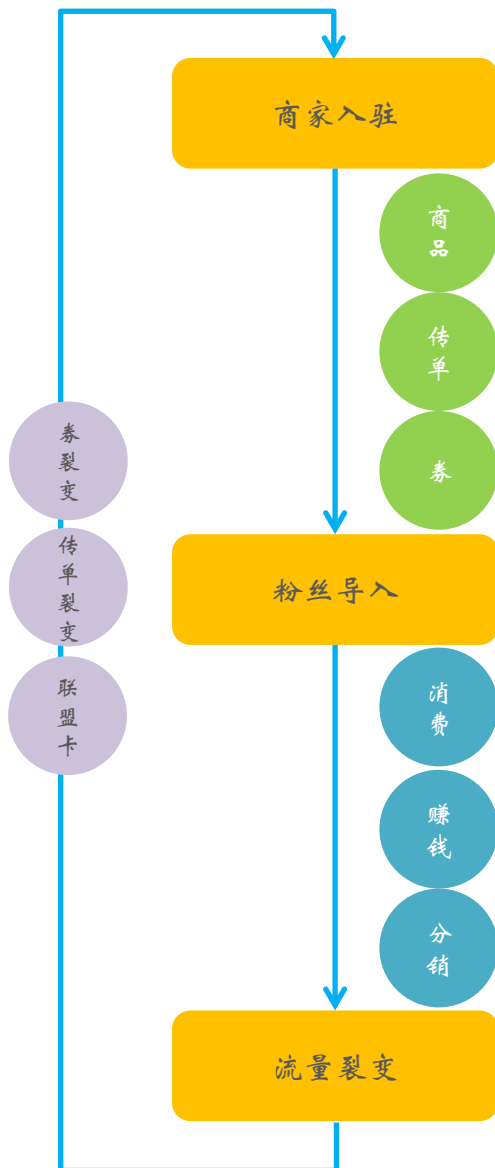 商家入驻
商
品
传
单
券
券
裂
变
传
单
裂
变
联
盟
卡
粉丝导入
消
费
赚
钱
分
销
流量裂变